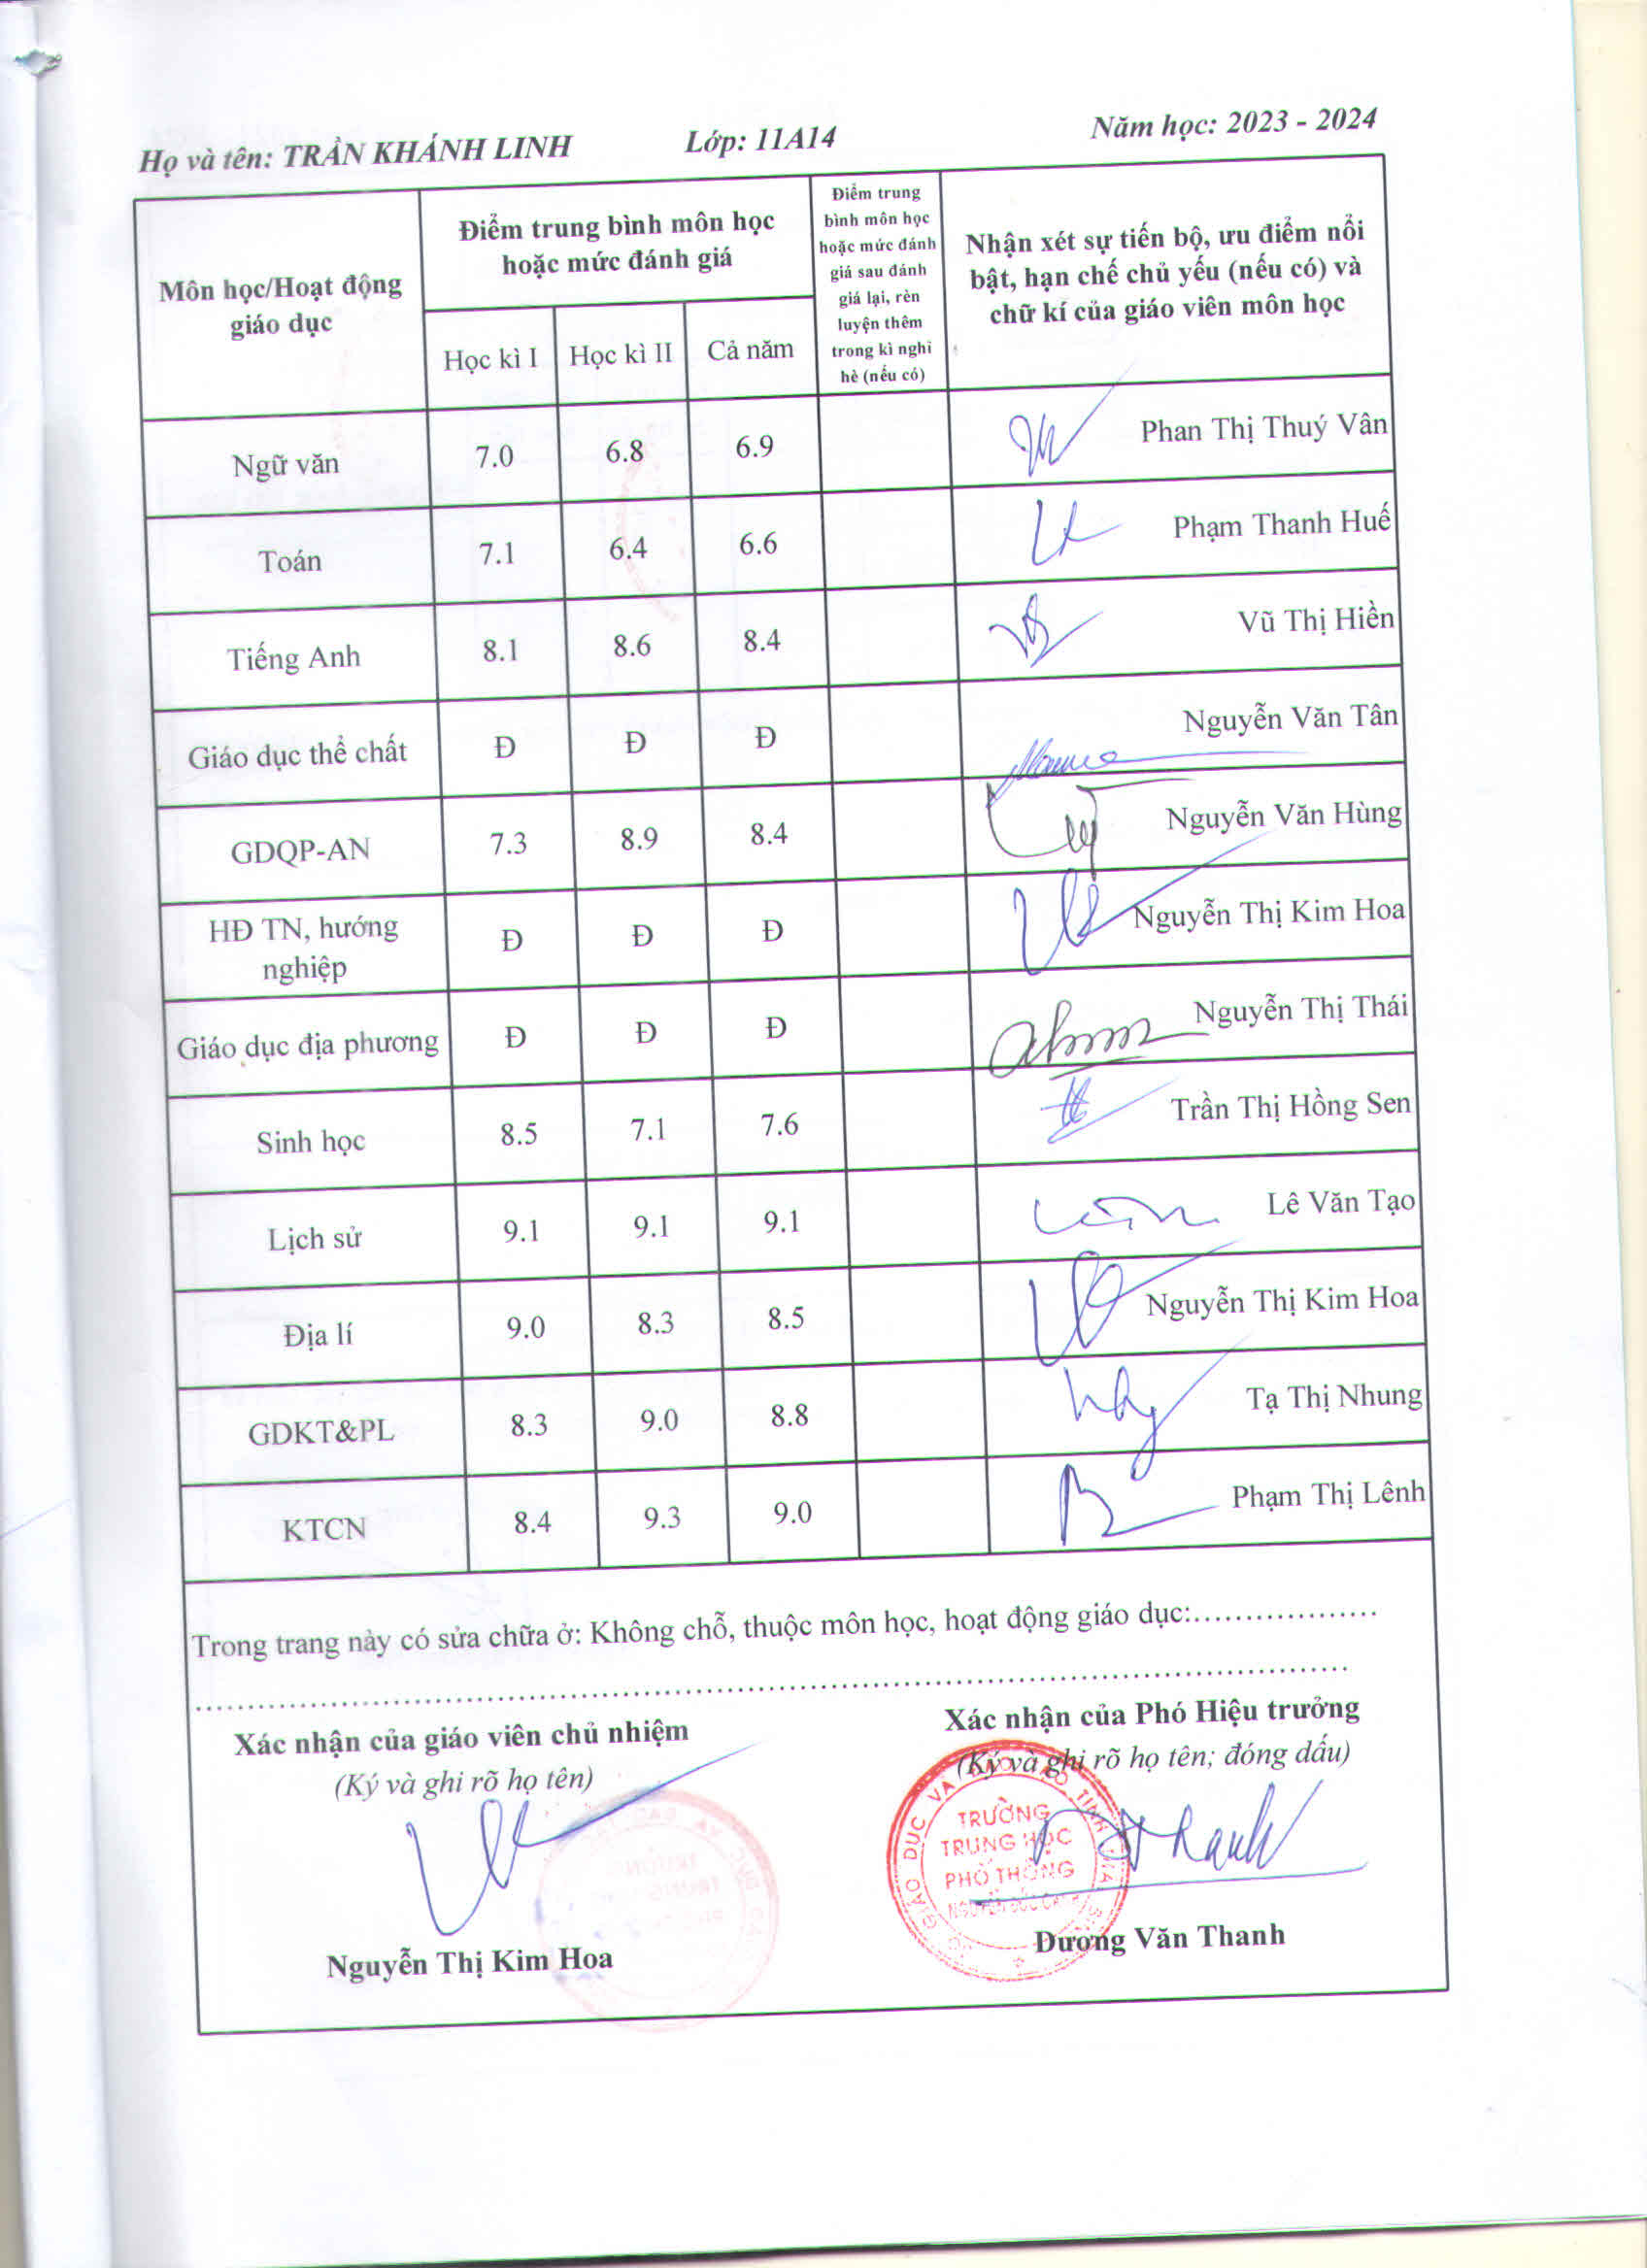 Họ và tên: TRẦN KHÁNH LINH Lớp: 11A14 Năm học: 2023 - 2024
Môn học/Hoạt động giáo dục
Điểm trung bình môn học hoặc mức đánh giá
Điểm trung bình môn học hoặc mức đánh giá sau đánh giá lại, rèn luyện thêm trong kì nghỉ hè (nếu có)
Nhận xét sự tiến bộ, ưu điểm nổi bật, hạn chế chủ yếu (nếu có) và chữ kí của giáo viên môn học
Học kì I Học kì II Cả năm
Ngữ văn 7.0 6.8 6.9 Phan Thị Thuý Vân
Toán 7.1 6.4 6.6 Phạm Thanh Huế
Tiếng Anh 8.1 8.6 8.4 Vũ Thị Hiền
Giáo dục thể chất Đ Đ Đ Nguyễn Văn Tân
GDQP-AN 7.3 8.9 8.4 Nguyễn Văn Hùng
HĐ TN, hướng nghiệp Đ Đ Đ Nguyễn Thị Kim Hoa
Giáo dục địa phương Đ Đ Đ Nguyễn Thị Thái
Sinh học 8.5 7.1 7.6 Trần Thị Hồng Sen
Lịch sử 9.1 9.1 9.1 Lê Văn Tạo
Địa lí 9.0 8.3 8.5 Nguyễn Thị Kim Hoa
GDKT&PL 8.3 9.0 8.8 Tạ Thị Nhung
KTCN 8.4 9.3 9.0 Phạm Thị Lênh
Trong trang này có sửa chữa ở: Không chỗ, thuộc môn học, hoạt động giáo dục:..................
Xác nhận của giáo viên chủ nhiệm
(Ký và ghi rõ họ tên)
Nguyễn Thị Kim Hoa
Xác nhận của Phó Hiệu trưởng
(Ký và ghi rõ họ tên; đóng dấu)
TRƯỜNG
TRUNG HỌC
PHỔ THÔNG
Dương Văn Thanh